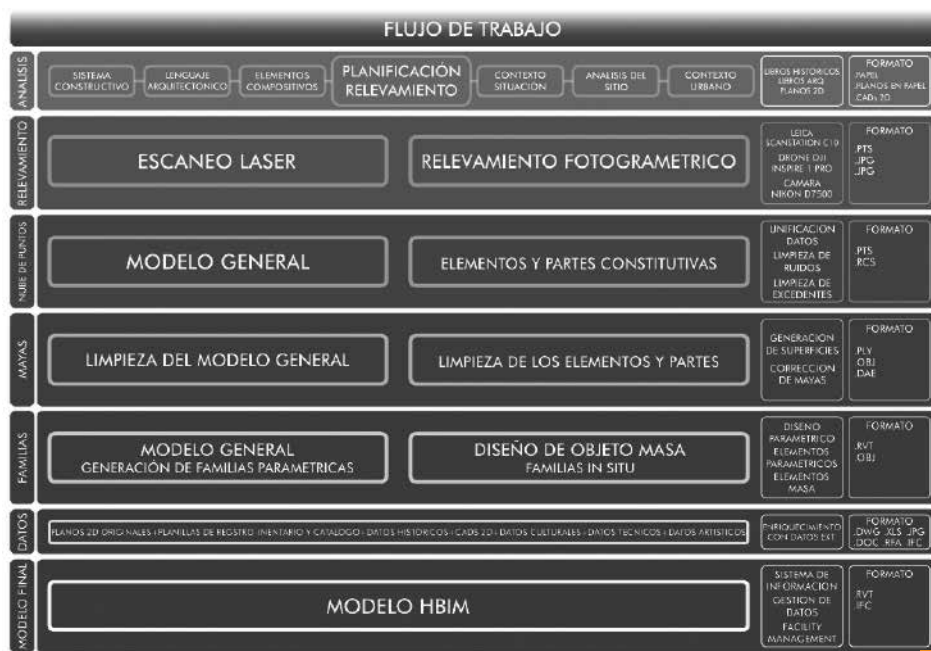 FLUJO DE TRABAJO
ANALISIS
SISTEMA
CONSTRUCTIVO
LENGUAJE
ARQUITECTONICO
ELEMENTOS
COMPOSITIVOS
PLANIFICACIÓN
RELEVAMIENTO
CONTEXTO
SITUACIÓN
ANALISIS DEL
SITIO
CONTEXTO
URBANO
LIBROS HISTORICOS
LIBROS ARQ
PLANOS 2D
FORMATO
.PAPEL
.PLANOS EN PAPEL
.CADs 2D
RELEVAMIENTO
ESCANEO LASER
RELEVAMIENTO FOTOGRAMETRICO
LEICA
SCANSTATION C10
DRONE DJI
INSPIRE 1 PRO
CAMARA
NIKON D7500
FORMATO
.PTS
.JPG
.JPG
NUBE DE PUNTOS
MODELO GENERAL
ELEMENTOS Y PARTES CONSTITUTIVAS
UNIFICACION
DATOS
LIMPIEZA DE
RUIDOS
LIMPIEZA DE
EXCEDENTES
FORMATO
.PTS
.RCS
MAYAS
LIMPIEZA DEL MODELO GENERAL
LIMPIEZA DE LOS ELEMENTOS Y PARTES
GENERACION
DE SUPERFICIES
CORRECCION
DE MAYAS
FORMATO
.PLY
.OBJ
.DAE
FAMILIAS
MODELO GENERAL
GENERACIÓN DE FAMILIAS PARAMETRICAS
DISEÑO DE OBJETO MASA
FAMILIAS IN SITU
DISENO
PARAMETRICO
ELEMENTOS
PARAMETRICOS
ELEMENTOS
MASA
FORMATO
.RVT
.OBJ
DATOS
PLANOS 2D ORIGINALES : PLANILLAS DE REGISTRO INENTARIO Y CATALOGO : DATOS HISTORICOS : CADS 2D : DATOS CULTURALES : DATOS TECNICOS : DATOS ARTISTICOS
ENRIQUECIMIENTO
CON DATOS EXT
FORMATO
.DWG .XLS .JPG
.DOC .RFA .IFC
MODELO FINAL
MODELO HBIM
SISTEMA DE
INFORMACION
GESTION DE
DATOS
FACILITY
MANAGEMENT
FORMATO
.RVT
.IFC